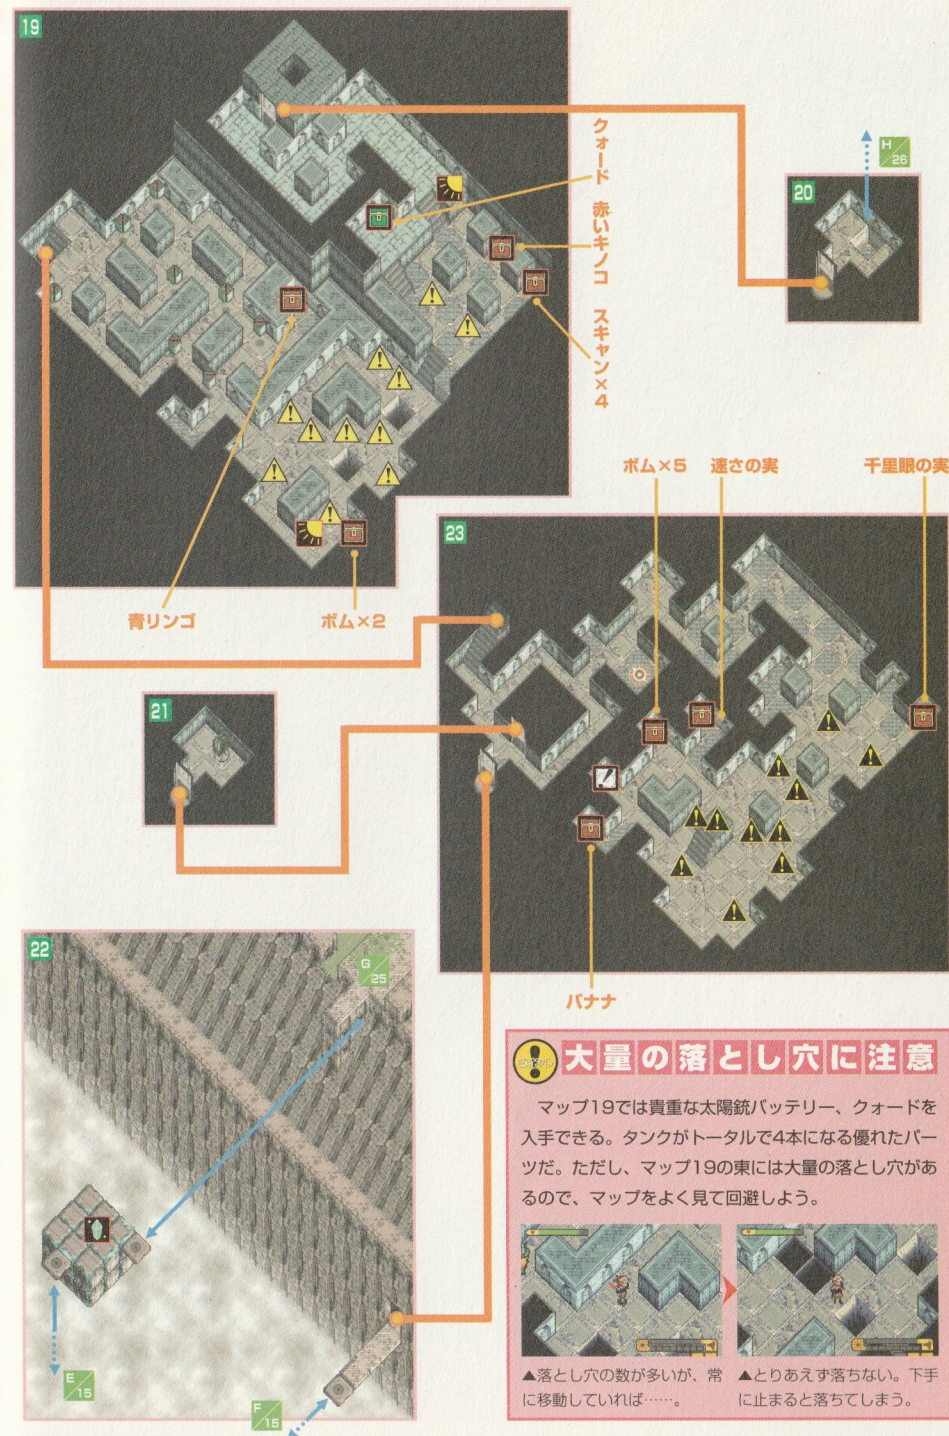 19
クォード
赤いキノコ
スキャン×4
H
26
20
青リンゴ
ボム×2
ボム×5
速さの実
千里眼の実
23
21
バナナ
22
G
25
E
15
F
15
大量の落とし穴に注意
マップ19では貴重な太陽銃バッテリー、クォードを
入手できる。タンクがトータルで4本になる優れたパー
ツだ。ただし、マップ19の東には大量の落とし穴があ
るので、マップをよく見て回避しよう。
▲落とし穴の数が多いが、常
に移動していれば……。
▲とりあえず落ちない。下手
に止まると落ちてしまう。